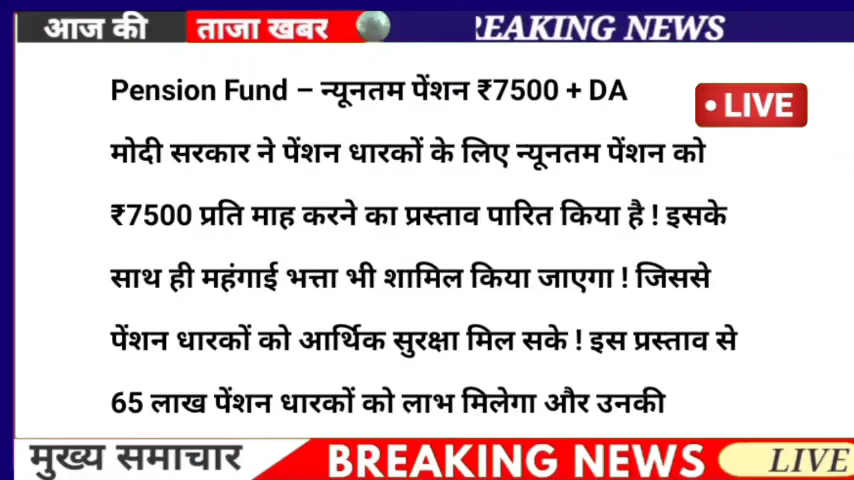 आज की ताजा खबर
REAKING NEWS
Pension Fund – न्यूनतम पेंशन ₹7500 + DA
• LIVE
मोदी सरकार ने पेंशन धारकों के लिए न्यूनतम पेंशन को
₹7500 प्रति माह करने का प्रस्ताव पारित किया है ! इसके
साथ ही महंगाई भत्ता भी शामिल किया जाएगा ! जिससे
पेंशन धारकों को आर्थिक सुरक्षा मिल सके ! इस प्रस्ताव से
65 लाख पेंशन धारकों को लाभ मिलेगा और उनकी
मुख्य समाचार BREAKING NEWS LIVE